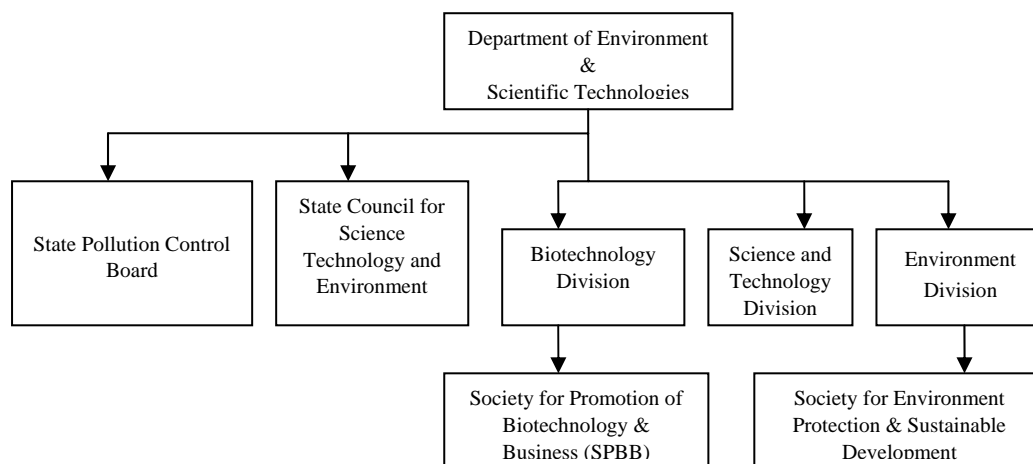 Department of Environment
&
Scientific Technologies
State Pollution Control
Board
State Council for
Science
Technology and
Environment
Biotechnology
Division
Science and
Technology
Division
Environment
Division
Society for Promotion of
Biotechnology &
Business (SPBB)
Society for Environment
Protection & Sustainable
Development